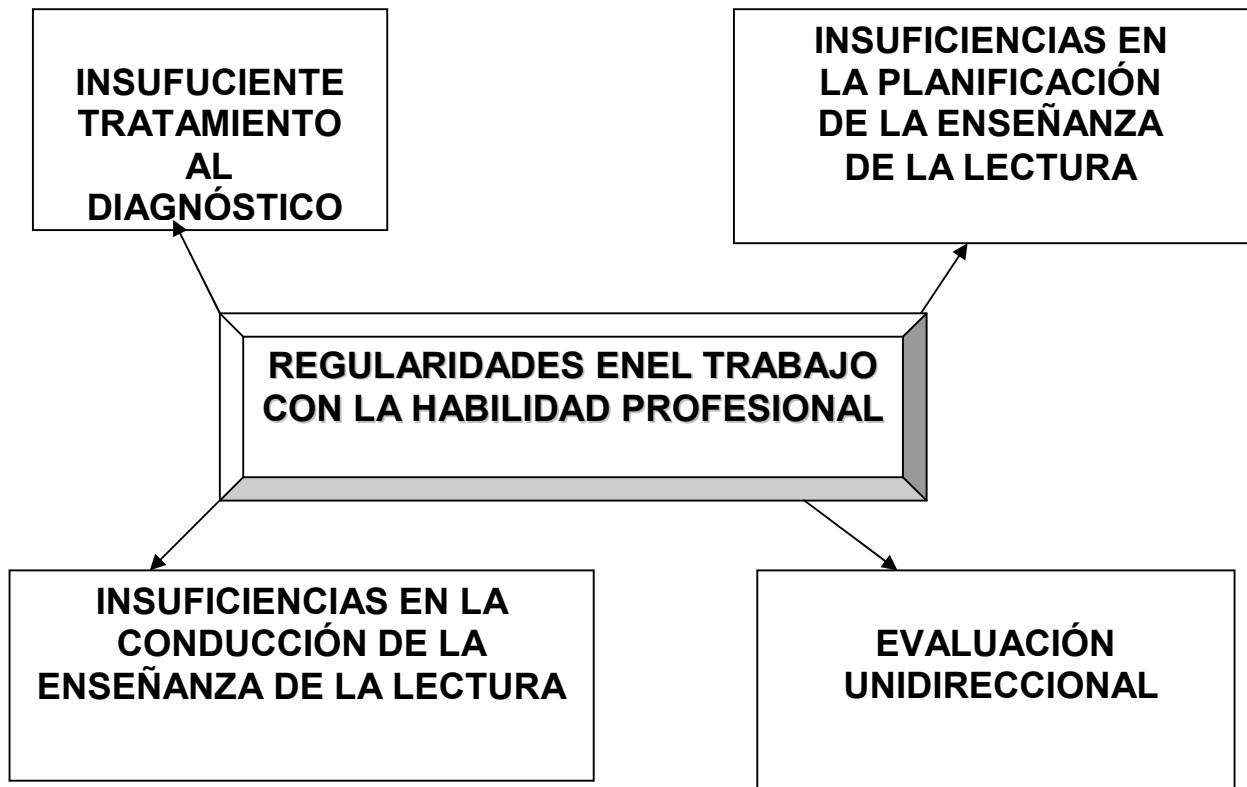 INSUFUCIENTE
TRATAMIENTO
AL
DIAGNÓSTICO
INSUFICIENCIAS EN
LA PLANIFICACIÓN
DE LA ENSEÑANZA
DE LA LECTURA
REGULARIDADES ENEL TRABAJO
CON LA HABILIDAD PROFESIONAL
INSUFICIENCIAS EN LA
CONDUCCIÓN DE LA
ENSEÑANZA DE LA LECTURA
EVALUACIÓN
UNIDIRECCIONAL